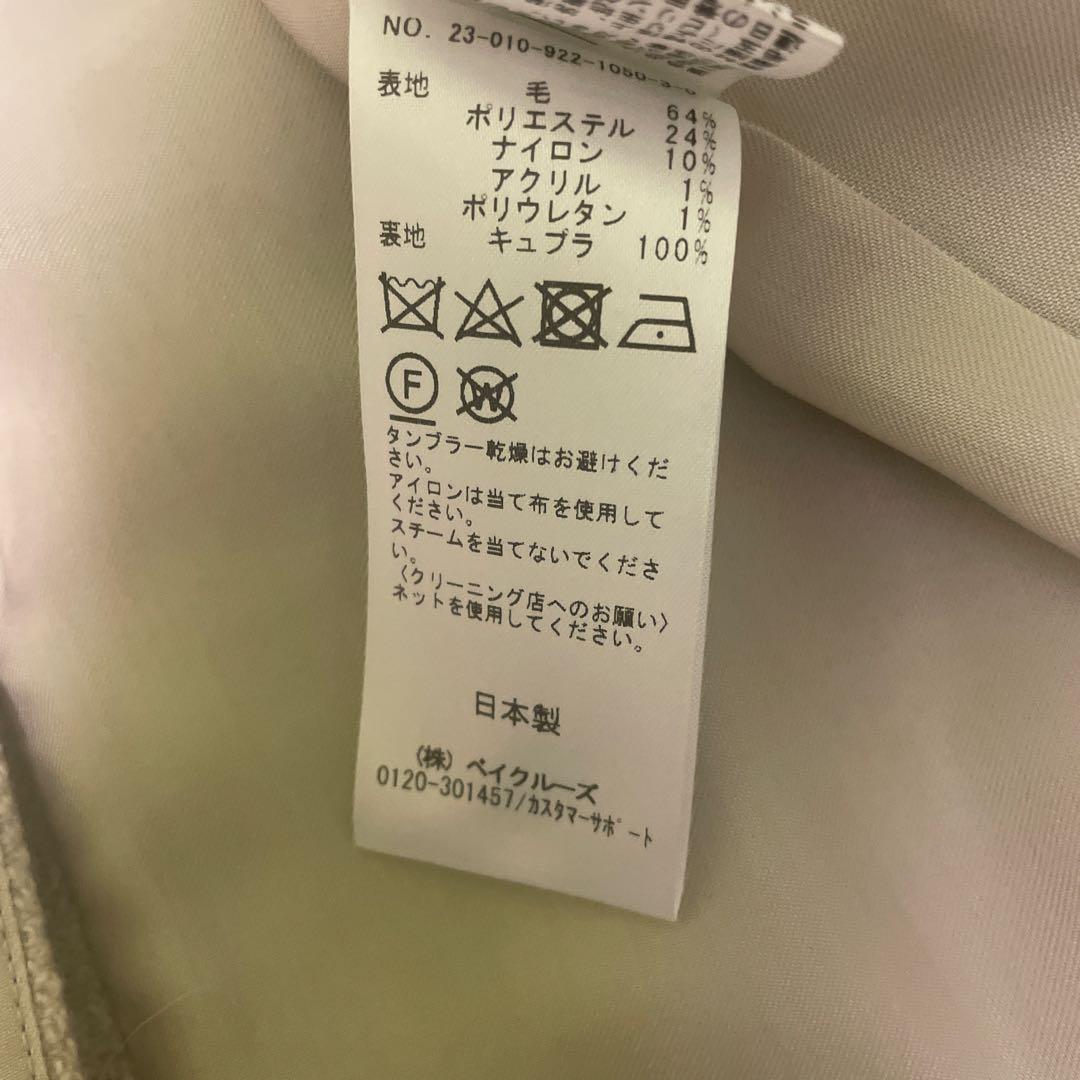 NO. 23-010-922-1050-3-0
表地 毛 64%
ポリエステル 24%
ナイロン 10%
アクリル 1%
ポリウレタン 1%
裏地 キュプラ 100%
F W
タンブラー乾燥はお避けくだ
さい。
アイロンは当て布を使用して
ください。
スチームを当てないでくださ
い。
〈クリーニング店へのお願い〉
ネットを使用してください。
日本製
(株) ベイクルーズ
0120-301457/カスタマーサポート